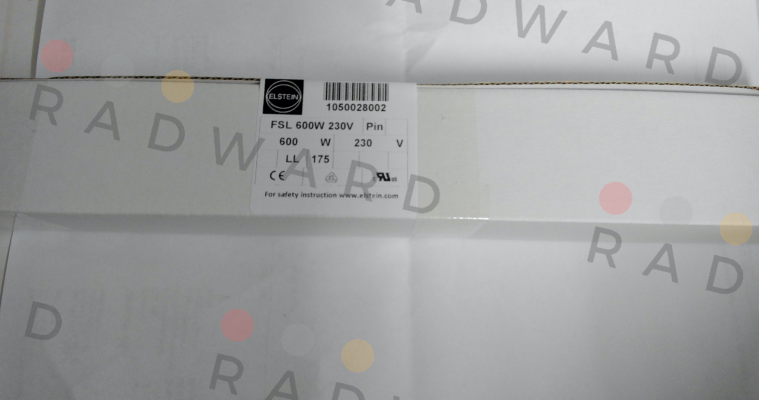 RADWARD
ELSTEIN
1050028002
FSL 600W 230V Pin
600 W 230 V
LL 175
CE
For safety instruction www.elstein.com
RADWARD
RAD
D
RADWARD